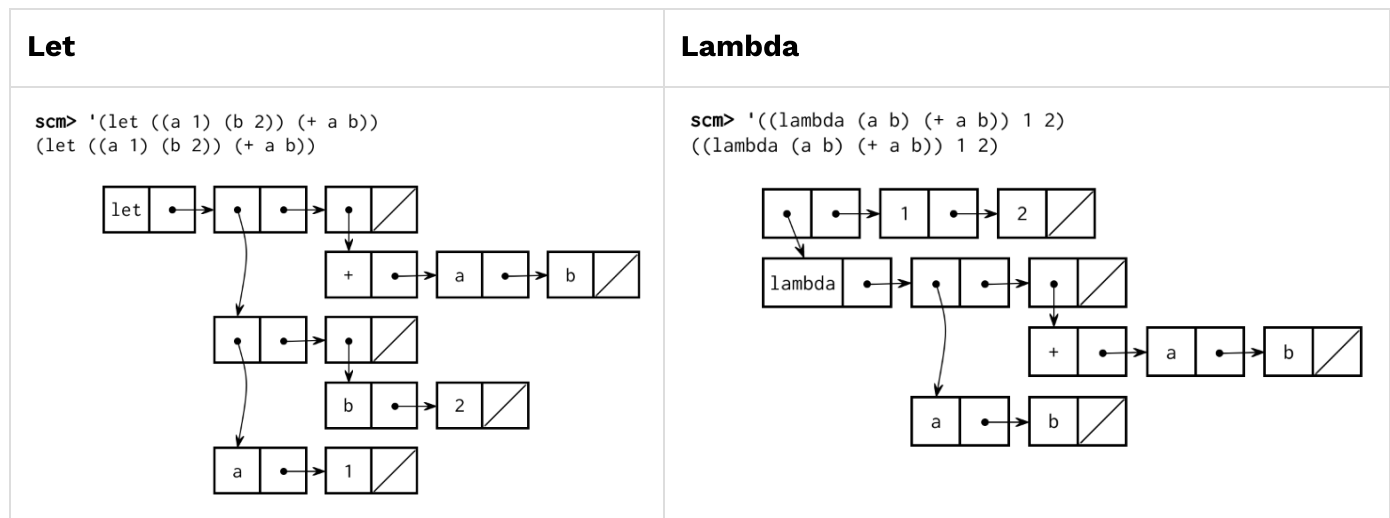 Let
scm> '(let ((a 1) (b 2)) (+ a b))
(let ((a 1) (b 2)) (+ a b))
let
+ a b
b 2
a 1
Lambda
scm> '((lambda (a b) (+ a b)) 1 2)
((lambda (a b) (+ a b)) 1 2)
1 2
lambda
+ a b
a b